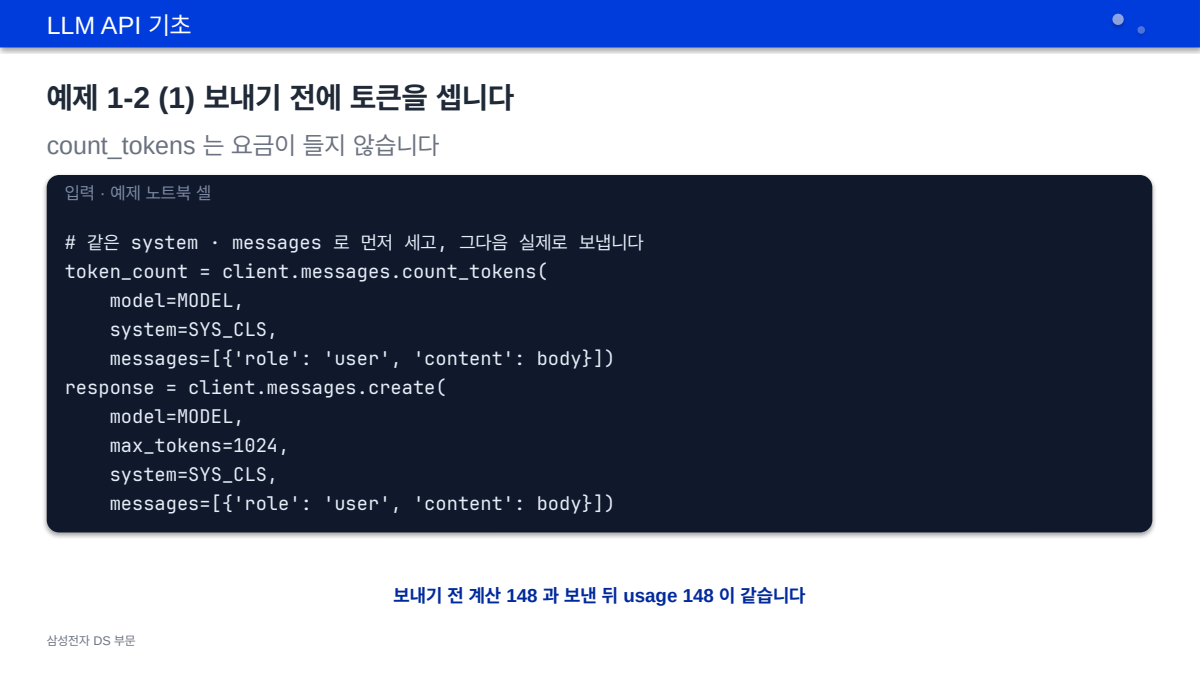 LLM API 기초
예제 1-2 (1) 보내기 전에 토큰을 셉니다
count_tokens 는 요금이 들지 않습니다
입력 · 예제 노트북 셀
# 같은 system · messages 로 먼저 세고, 그다음 실제로 보냅니다
token_count = client.messages.count_tokens(
    model=MODEL,
    system=SYS_CLS,
    messages=[{'role': 'user', 'content': body}])
response = client.messages.create(
    model=MODEL,
    max_tokens=1024,
    system=SYS_CLS,
    messages=[{'role': 'user', 'content': body}])
보내기 전 계산 148 과 보낸 뒤 usage 148 이 같습니다
삼성전자 DS 부문